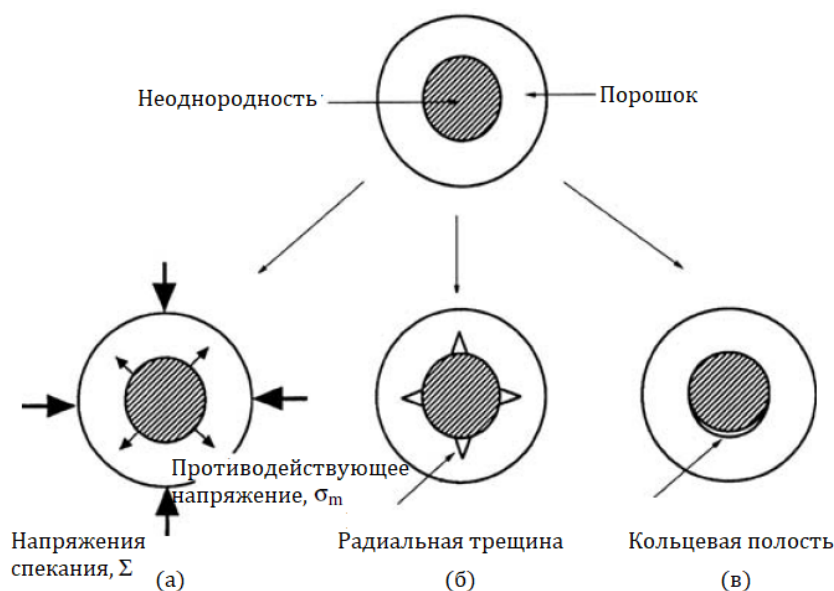 Неоднородность
Порошок
Противодействующее
напряжение, σm
Напряжения
спекания, Σ
(а)
Радиальная трещина
(б)
Кольцевая полость
(в)